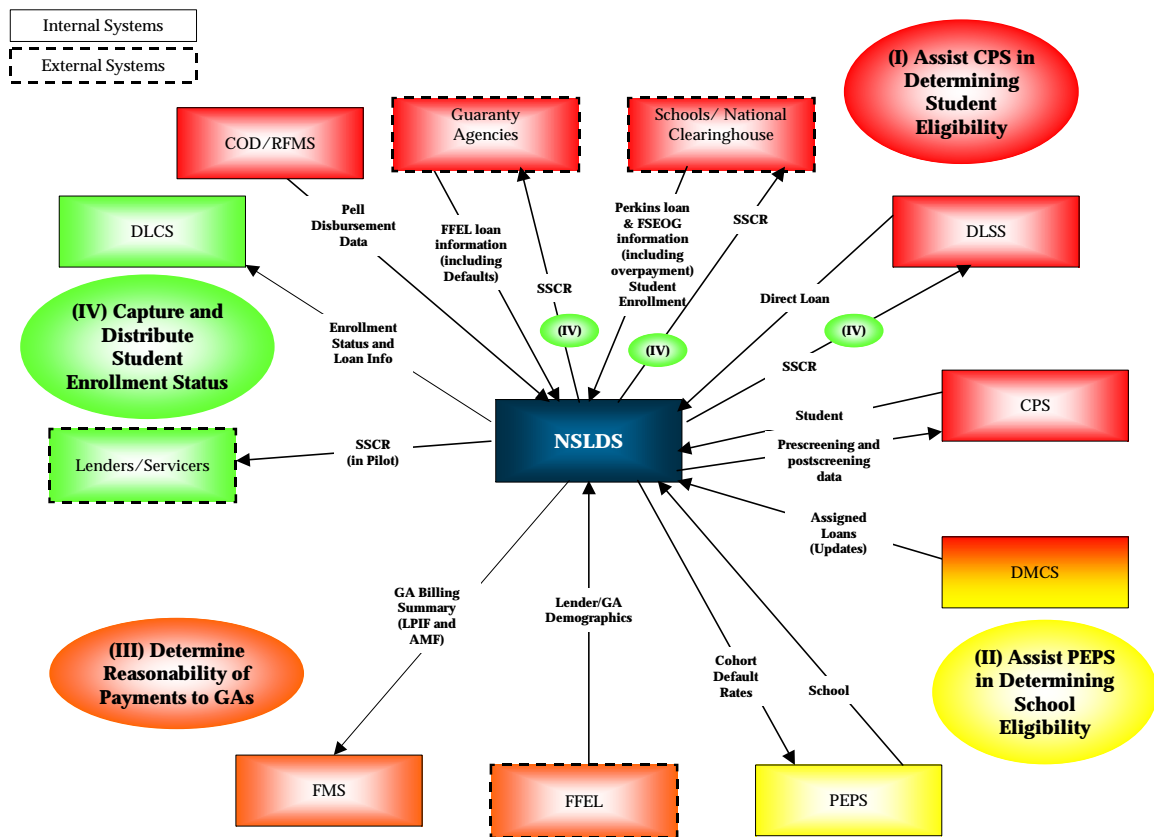 Internal Systems
External Systems
(I) Assist CPS in
Determining
Student
Eligibility
COD/RFMS
Guaranty
Agencies
Schools/ National
Clearinghouse
DLCS
DLSS
Pell
Disbursement
Data
FFEL loan
information
(including
Defaults)
SSCR
Perkins loan
& FSEOG
information
(including
overpayment)
Student
Enrollment
SSCR
Direct Loan
(IV) Capture and
Distribute
Student
Enrollment Status
Enrollment
Status and
Loan Info
(IV)
(IV)
(IV)
SSCR
CPS
Student
NSLDS
Prescreening and
postscreening
data
Lenders/Servicers
SSCR
(in Pilot)
Assigned
Loans
(Updates)
DMCS
GA Billing
Summary
(LPIF and
AMF)
Lender/GA
Demographics
(III) Determine
Reasonability of
Payments to GAs
Cohort
Default
Rates
School
(II) Assist PEPS
in Determining
School
Eligibility
FMS
FFEL
PEPS